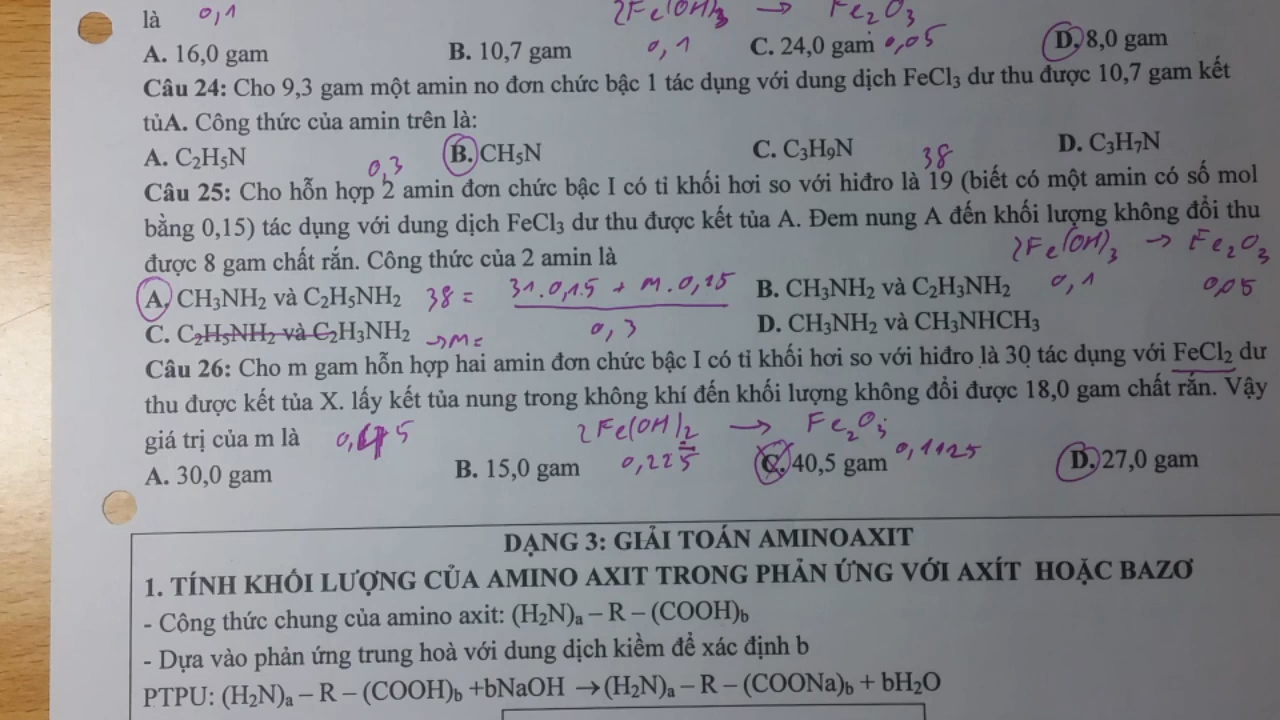 là 0,1 2Fe(OH)3 → Fe2O3
A. 16,0 gam B. 10,7 gam 0,1 C. 24,0 gam 0,05 D. 8,0 gam
Câu 24: Cho 9,3 gam một amin no đơn chức bậc 1 tác dụng với dung dịch FeCl3 dư thu được 10,7 gam kết
tủA. Công thức của amin trên là:
A. C2H5N B. CH5N C. C3H9N D. C3H7N
0,3 38
Câu 25: Cho hỗn hợp 2 amin đơn chức bậc I có tỉ khối hơi so với hiđro là 19 (biết có một amin có số mol
bằng 0,15) tác dụng với dung dịch FeCl3 dư thu được kết tủa A. Đem nung A đến khối lượng không đổi thu
được 8 gam chất rắn. Công thức của 2 amin là 2Fe(OH)3 → Fe2O3
A. CH3NH2 và C2H5NH2 38 = 31.0,15 + M.0,15 B. CH3NH2 và C2H3NH2 0,1 0,05
C. C2H5NH2 và C2H3NH2 → M = 0,3 D. CH3NH2 và CH3NHCH3
Câu 26: Cho m gam hỗn hợp hai amin đơn chức bậc I có tỉ khối hơi so với hiđro là 30 tác dụng với FeCl2 dư
thu được kết tủa X. lấy kết tủa nung trong không khí đến khối lượng không đổi được 18,0 gam chất rắn. Vậy
giá trị của m là 2Fe(OH)2 → Fe2O3
A. 30,0 gam B. 15,0 gam 0,225 C. 40,5 gam 0,1125 D. 27,0 gam
DẠNG 3: GIẢI TOÁN AMINOAXIT
1. TÍNH KHỐI LƯỢNG CỦA AMINO AXIT TRONG PHẢN ỨNG VỚI AXÍT HOẶC BAZƠ
- Công thức chung của amino axit: (H2N)a – R – (COOH)b
- Dựa vào phản ứng trung hoà với dung dịch kiềm để xác định b
PTPU: (H2N)a – R – (COOH)b +bNaOH → (H2N)a – R – (COONa)b + bH2O